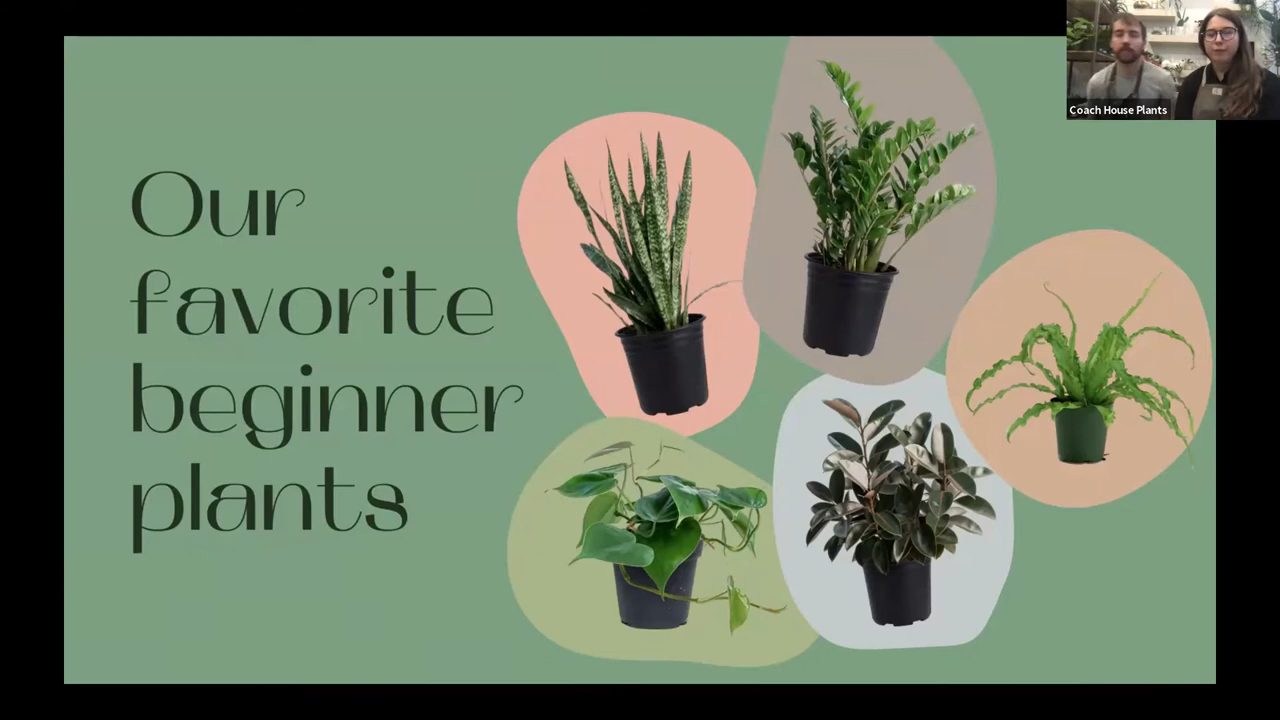 Our
favorite
beginner
plants
Coach House Plants